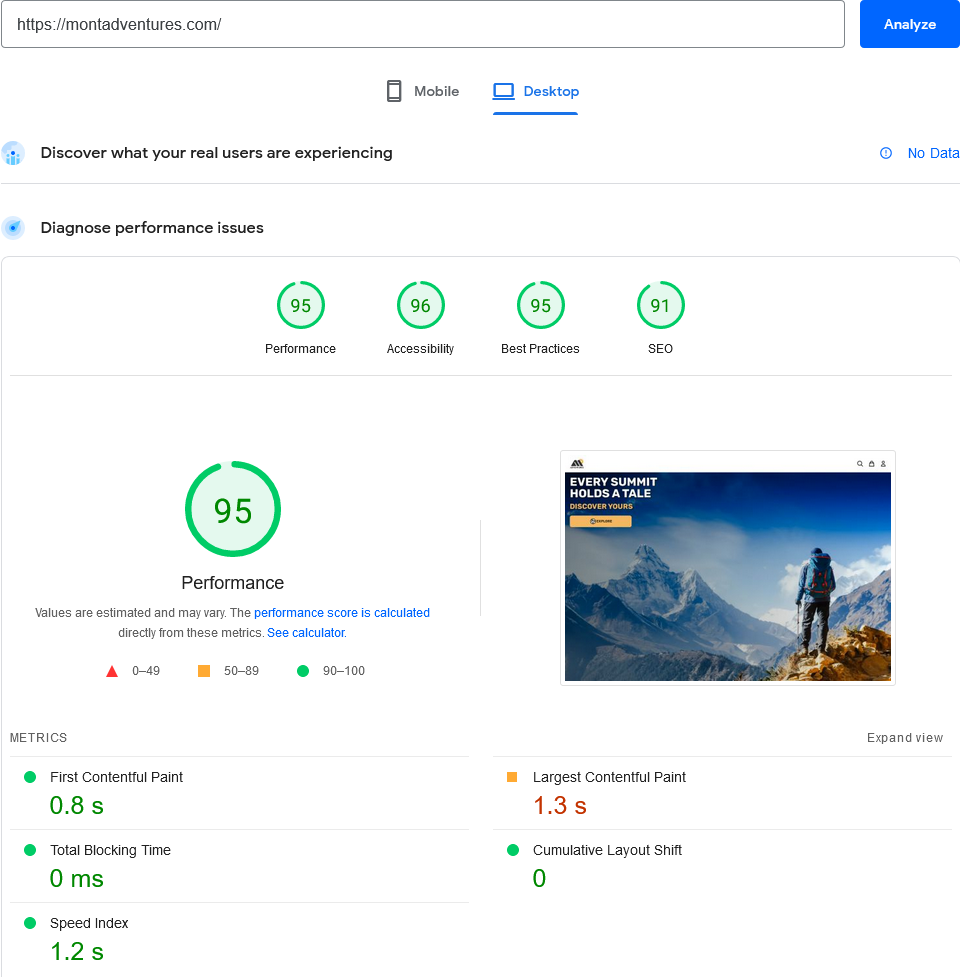 https://montadventures.com/
Analyze
Mobile
Desktop
Discover what your real users are experiencing
No Data
Diagnose performance issues
95
96
95
91
Performance
Accessibility
Best Practices
SEO
95
Performance
Values are estimated and may vary. The performance score is calculated
directly from these metrics. See calculator.
0–49
50–89
90–100
EVERY SUMMIT
HOLDS A TALE
DISCOVER YOURS
EXPLORE
METRICS
Expand view
First Contentful Paint
0.8 s
Largest Contentful Paint
1.3 s
Total Blocking Time
0 ms
Cumulative Layout Shift
0
Speed Index
1.2 s